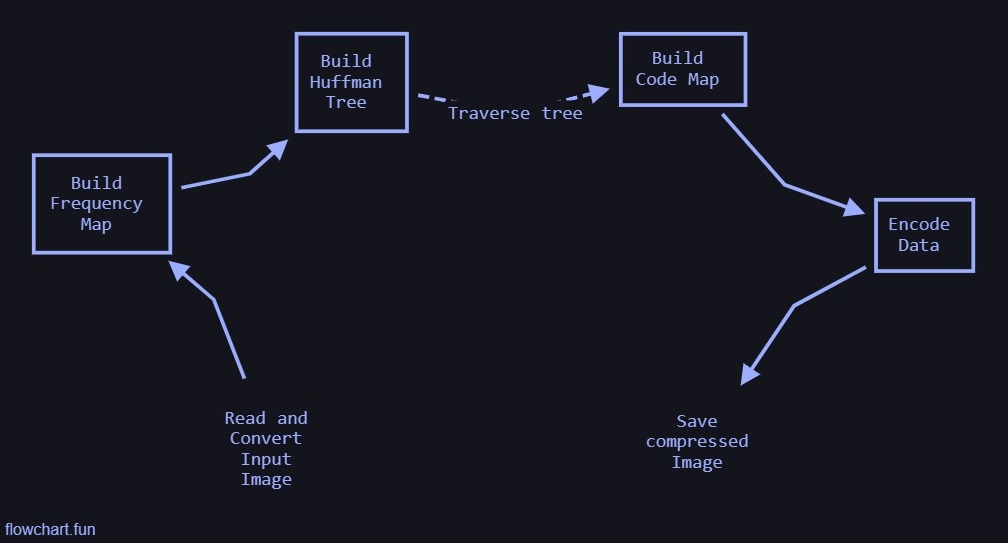 Build
Huffman
Tree
Build
Code Map
Traverse tree
Build
Frequency
Map
Encode
Data
Read and
Convert
Input
Image
Save
compressed
Image
flowchart.fun